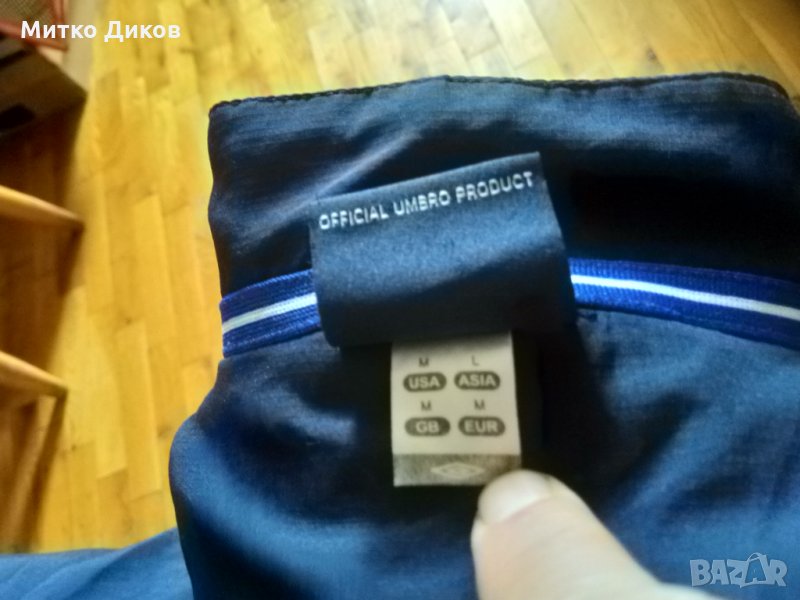 Митко Диков
OFFICIAL UMBRO PRODUCT
M L
USA ASIA
M M
GB EUR
BAZAR